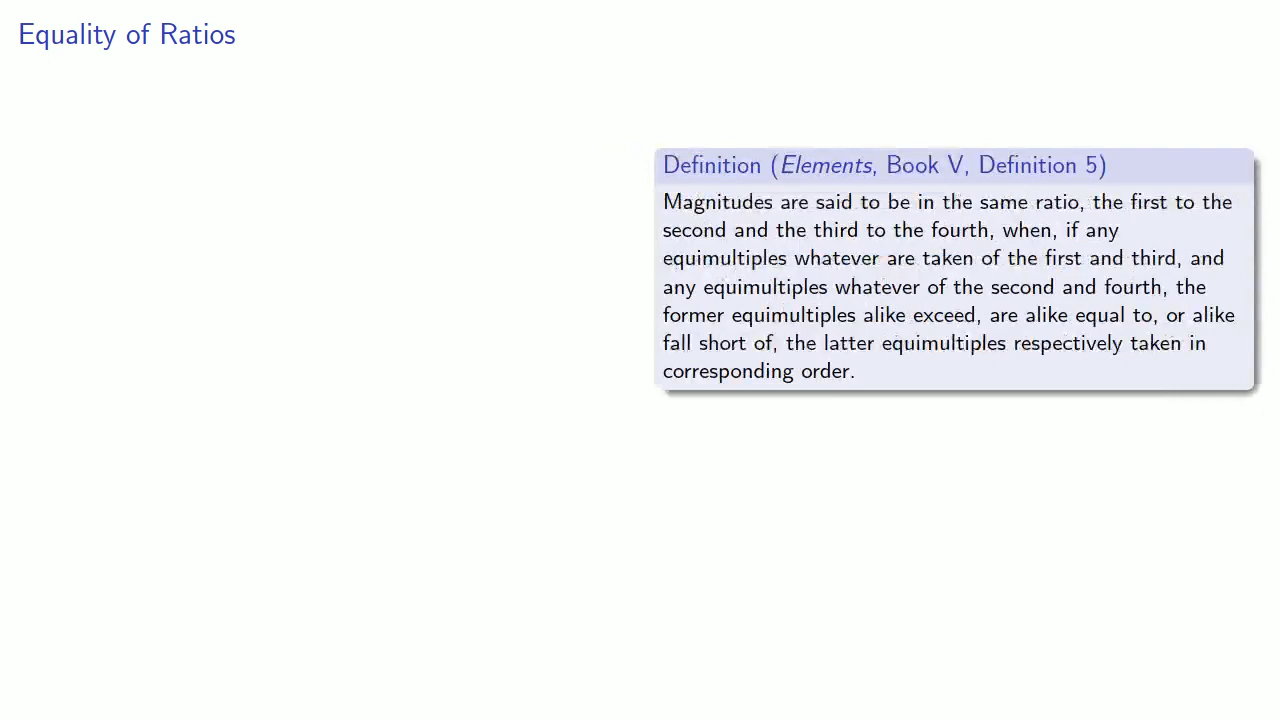 Equality of Ratios
Definition (Elements, Book V, Definition 5)
Magnitudes are said to be in the same ratio, the first to the
second and the third to the fourth, when, if any
equimultiples whatever are taken of the first and third, and
any equimultiples whatever of the second and fourth, the
former equimultiples alike exceed, are alike equal to, or alike
fall short of, the latter equimultiples respectively taken in
corresponding order.